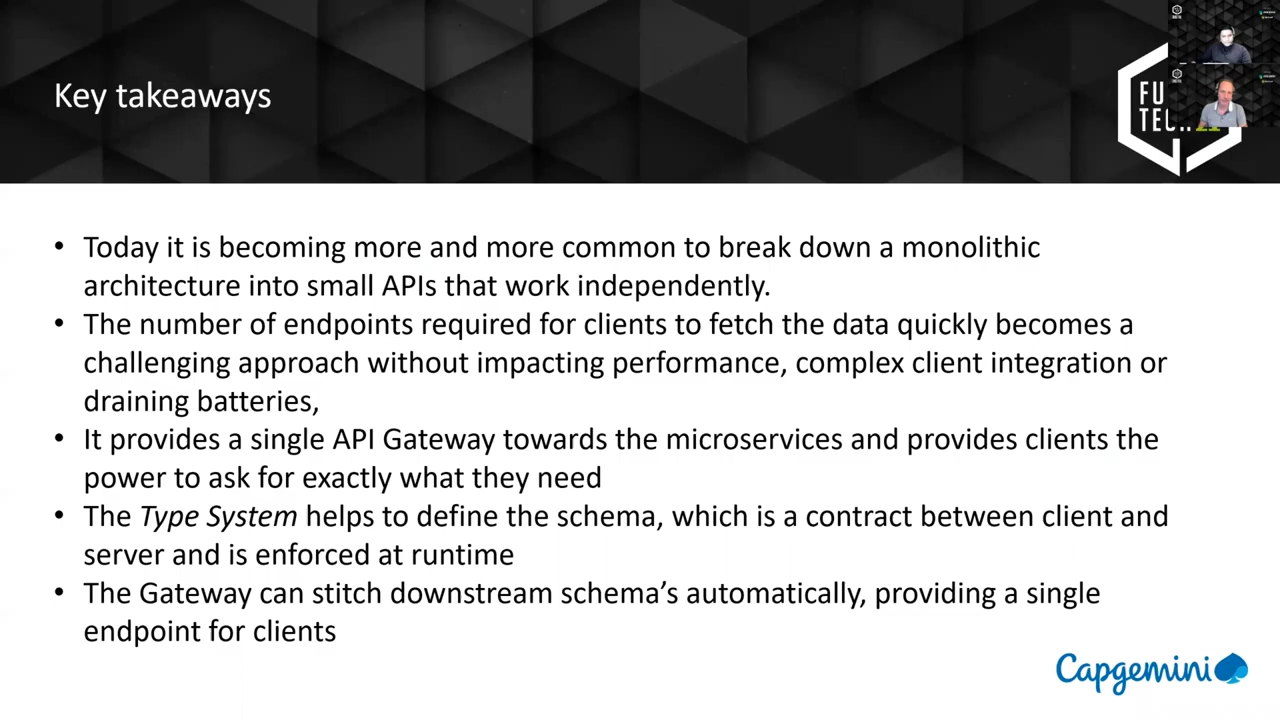 Key takeaways
FU
TECH
• Today it is becoming more and more common to break down a monolithic
architecture into small APIs that work independently.
• The number of endpoints required for clients to fetch the data quickly becomes a
challenging approach without impacting performance, complex client integration or
draining batteries,
• It provides a single API Gateway towards the microservices and provides clients the
power to ask for exactly what they need
• The Type System helps to define the schema, which is a contract between client and
server and is enforced at runtime
• The Gateway can stitch downstream schema’s automatically, providing a single
endpoint for clients
Capgemini